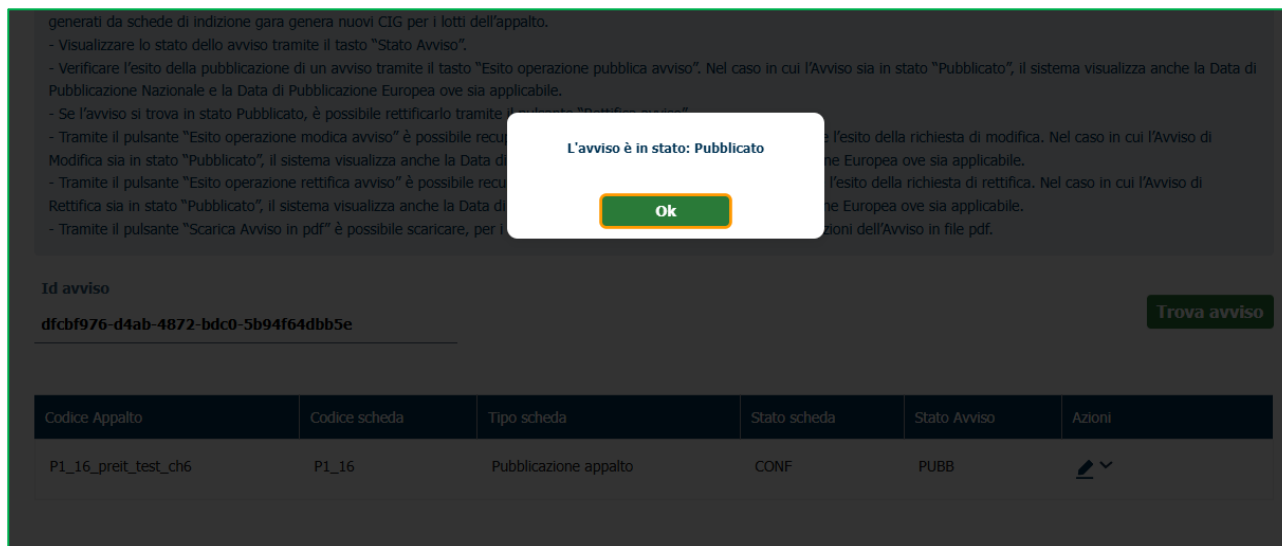 generati da schede di indizione gara genera nuovi CIG per i lotti dell'appalto.
- Visualizzare lo stato dello avviso tramite il tasto "Stato Avviso".
- Verificare l'esito della pubblicazione di un avviso tramite il tasto "Esito operazione pubblica avviso". Nel caso in cui l'Avviso sia in stato "Pubblicato", il sistema visualizza anche la Data di
Pubblicazione Nazionale e la Data di Pubblicazione Europea ove sia applicabile.
- Se l'avviso si trova in stato Pubblicato, è possibile rettificarlo tramite il pulsante "Rettifica avviso"
- Tramite il pulsante "Esito operazione modica avviso" è possibile recup e l'esito della richiesta di modifica. Nel caso in cui l'Avviso di
Modifica sia in stato "Pubblicato", il sistema visualizza anche la Data di ne Europea ove sia applicabile.
- Tramite il pulsante "Esito operazione rettifica avviso" è possibile recu l'esito della richiesta di rettifica. Nel caso in cui l'Avviso di
Rettifica sia in stato "Pubblicato", il sistema visualizza anche la Data di ne Europea ove sia applicabile.
- Tramite il pulsante "Scarica Avviso in pdf" è possibile scaricare, per i zioni dell'Avviso in file pdf.
L'avviso è in stato: Pubblicato
Ok
Id avviso
dfcbf976-d4ab-4872-bdc0-5b94f64dbb5e
Trova avviso
Codice Appalto Codice scheda Tipo scheda Stato scheda Stato Avviso Azioni
P1_16_preit_test_ch6 P1_16 Pubblicazione appalto CONF PUBB